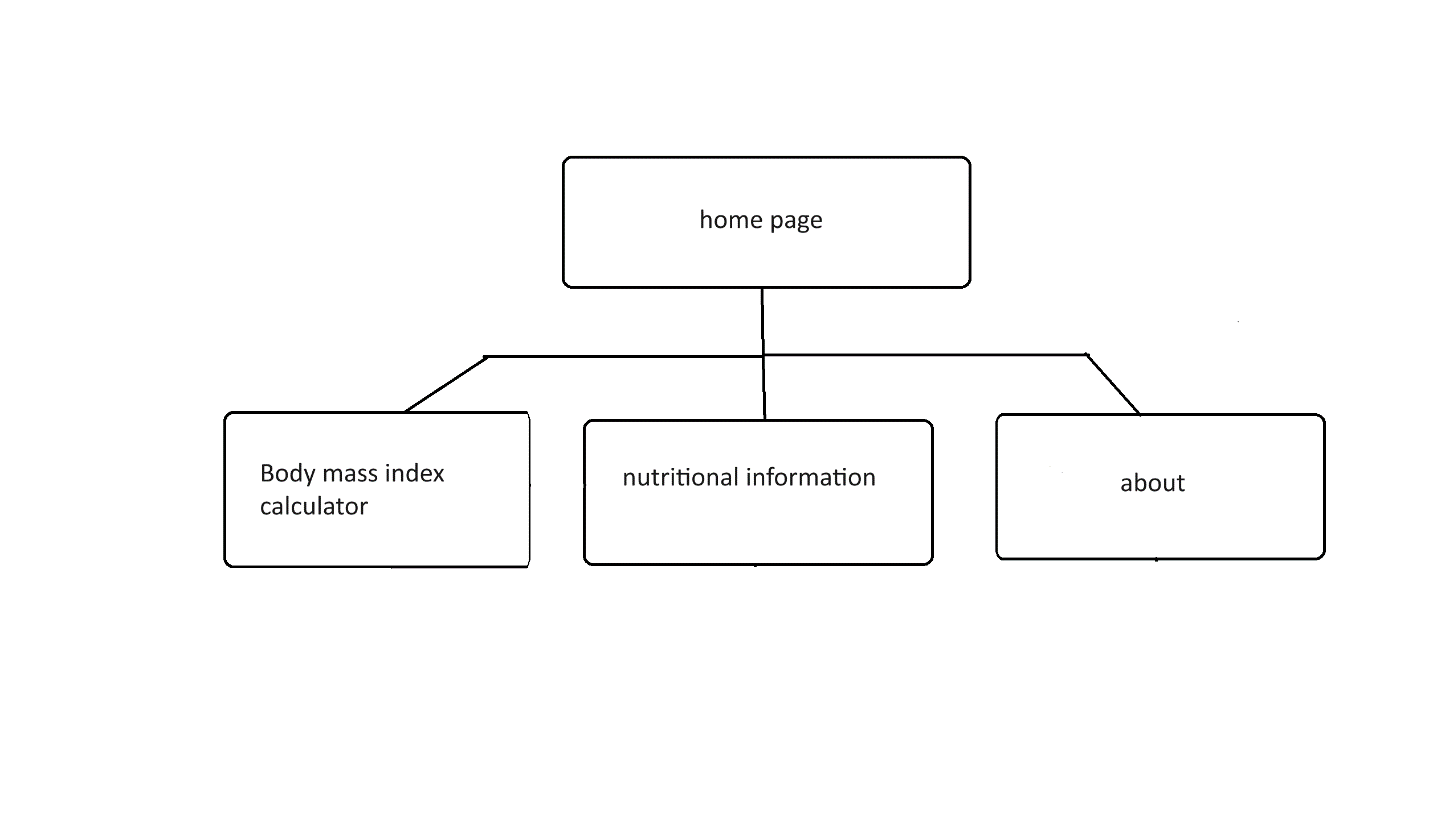 home page
Body mass index
calculator
nutritional information
about